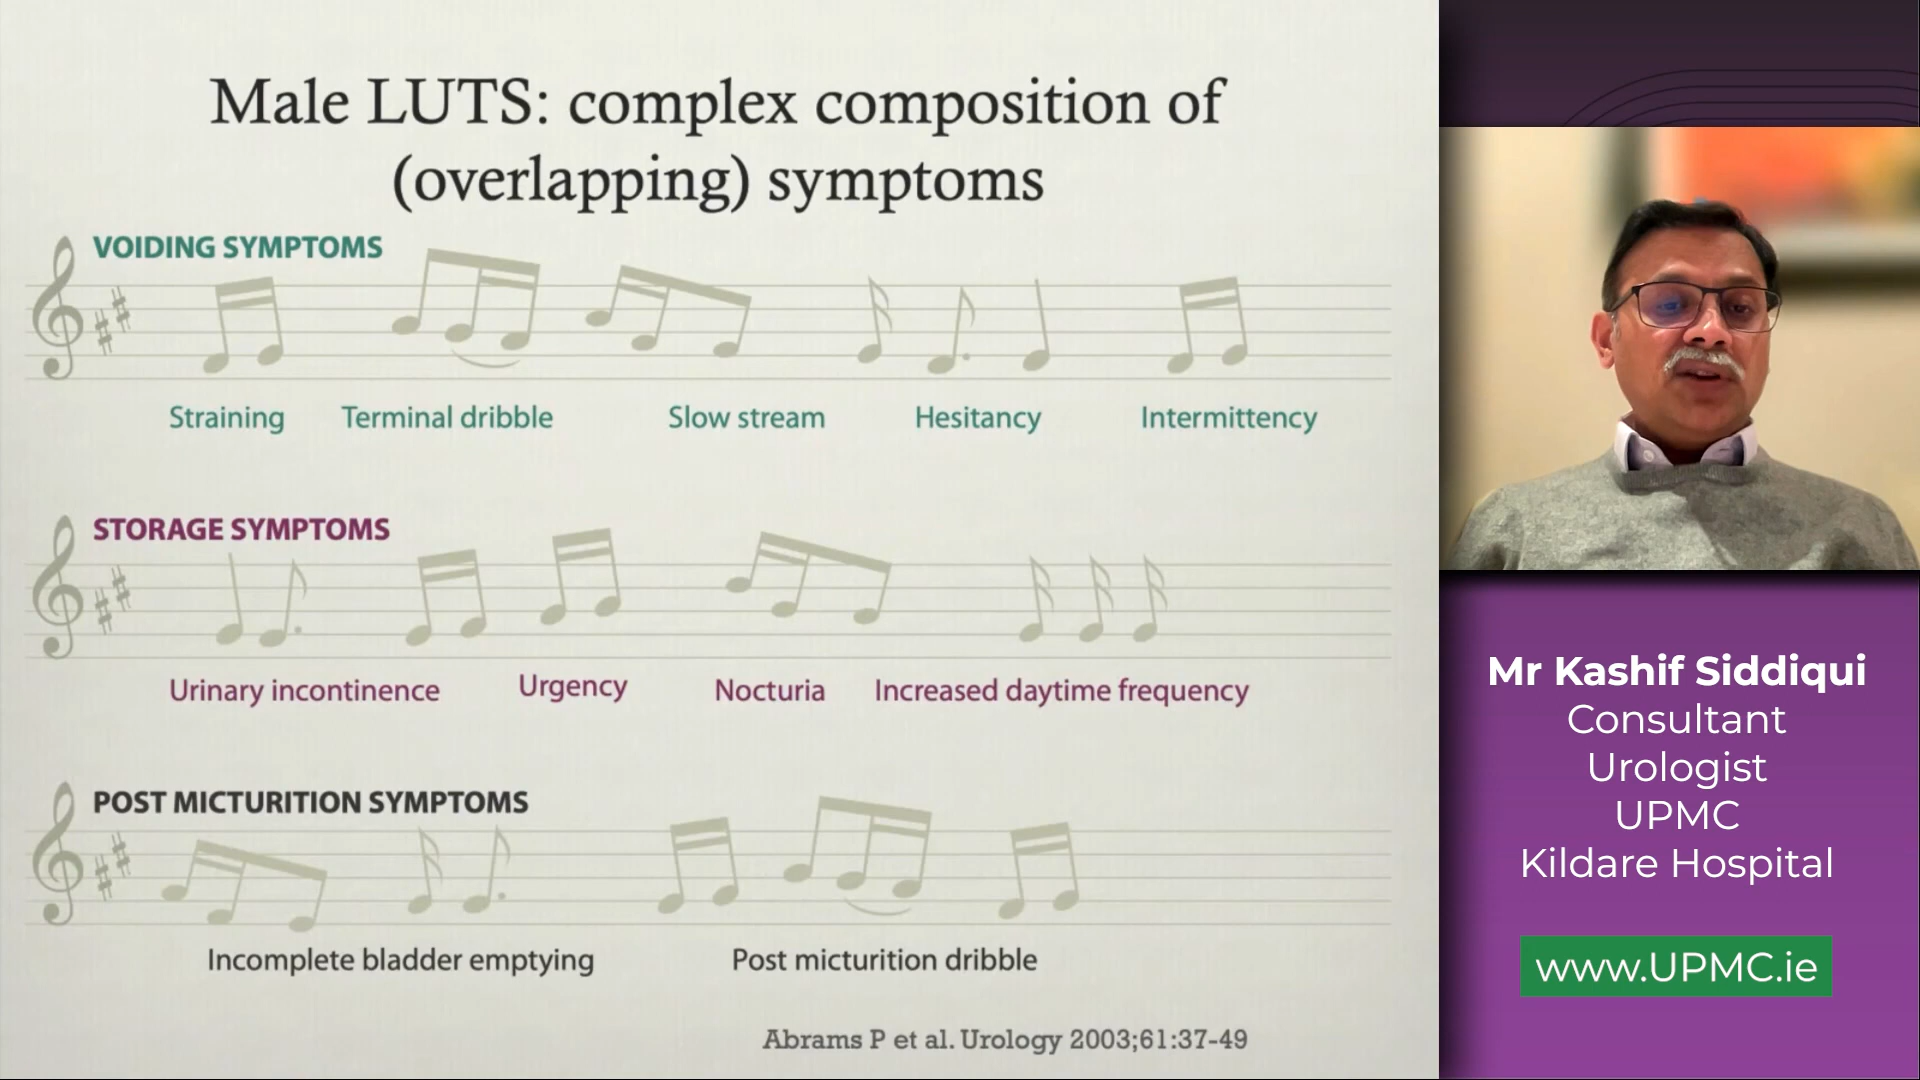 Male LUTS: complex composition of
(overlapping) symptoms
VOIDING SYMPTOMS
Straining Terminal dribble Slow stream Hesitancy Intermittency
STORAGE SYMPTOMS
Urinary incontinence Urgency Nocturia Increased daytime frequency
POST MICTURITION SYMPTOMS
Incomplete bladder emptying Post micturition dribble
Abrams P et al. Urology 2003;61:37-49
Mr Kashif Siddiqui
Consultant
Urologist
UPMC
Kildare Hospital
www.UPMC.ie